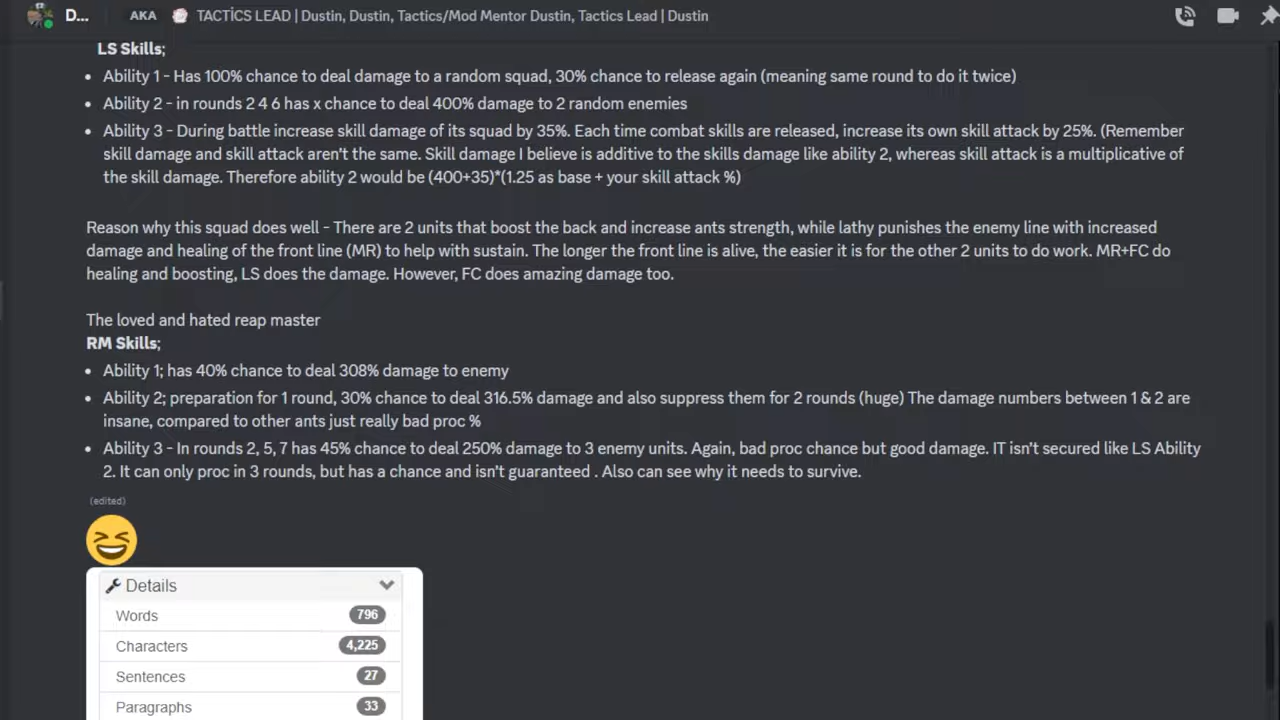 D... AKA TACTİCS LEAD | Dustin, Dustin, Tactics/Mod Mentor Dustin, Tactics Lead | Dustin
LS Skills;
• Ability 1 - Has 100% chance to deal damage to a random squad, 30% chance to release again (meaning same round to do it twice)
• Ability 2 - in rounds 2 4 6 has x chance to deal 400% damage to 2 random enemies
• Ability 3 - During battle increase skill damage of its squad by 35%. Each time combat skills are released, increase its own skill attack by 25%. (Remember
skill damage and skill attack aren't the same. Skill damage I believe is additive to the skills damage like ability 2, whereas skill attack is a multiplicative of
the skill damage. Therefore ability 2 would be (400+35)*(1.25 as base + your skill attack %)
Reason why this squad does well - There are 2 units that boost the back and increase ants strength, while lathy punishes the enemy line with increased
damage and healing of the front line (MR) to help with sustain. The longer the front line is alive, the easier it is for the other 2 units to do work. MR+FC do
healing and boosting, LS does the damage. However, FC does amazing damage too.
The loved and hated reap master
RM Skills;
• Ability 1; has 40% chance to deal 308% damage to enemy
• Ability 2; preparation for 1 round, 30% chance to deal 316.5% damage and also suppress them for 2 rounds (huge) The damage numbers between 1 & 2 are
insane, compared to other ants just really bad proc %
• Ability 3 - In rounds 2, 5, 7 has 45% chance to deal 250% damage to 3 enemy units. Again, bad proc chance but good damage. IT isn't secured like LS Ability
2. It can only proc in 3 rounds, but has a chance and isn't guaranteed . Also can see why it needs to survive.
(edited)
Details
Words 796
Characters 4,225
Sentences 27
Paragraphs 33